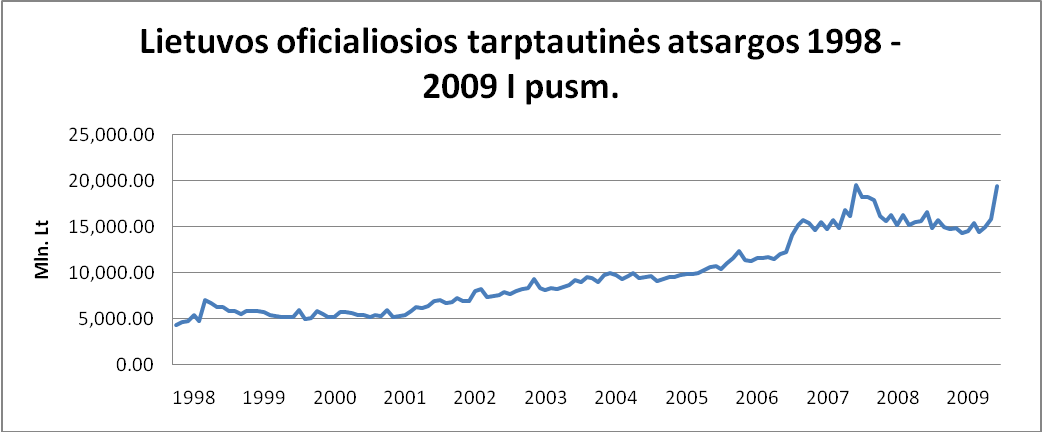 Lietuvos oficialiosios tarptautinės atsargos 1998 -
2009 I pusm.
25,000.00
20,000.00
15,000.00
10,000.00
5,000.00
0.00
Mln. Lt
1998 1999 2000 2001 2002 2003 2004 2005 2006 2007 2008 2009